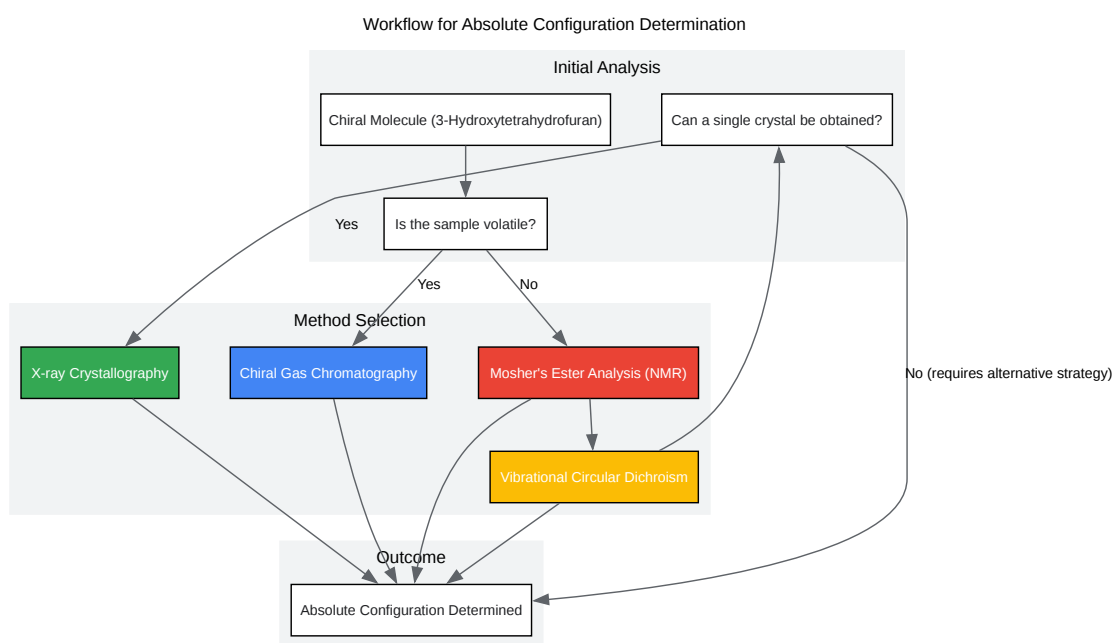 Workflow for Absolute Configuration Determination
Initial Analysis
Chiral Molecule (3-Hydroxytetrahydrofuran)
Can a single crystal be obtained?
Yes
Is the sample volatile?
Yes
No
Method Selection
X-ray Crystallography
Chiral Gas Chromatography
Mosher's Ester Analysis (NMR)
No (requires alternative strategy)
Vibrational Circular Dichroism
Outcome
Absolute Configuration Determined